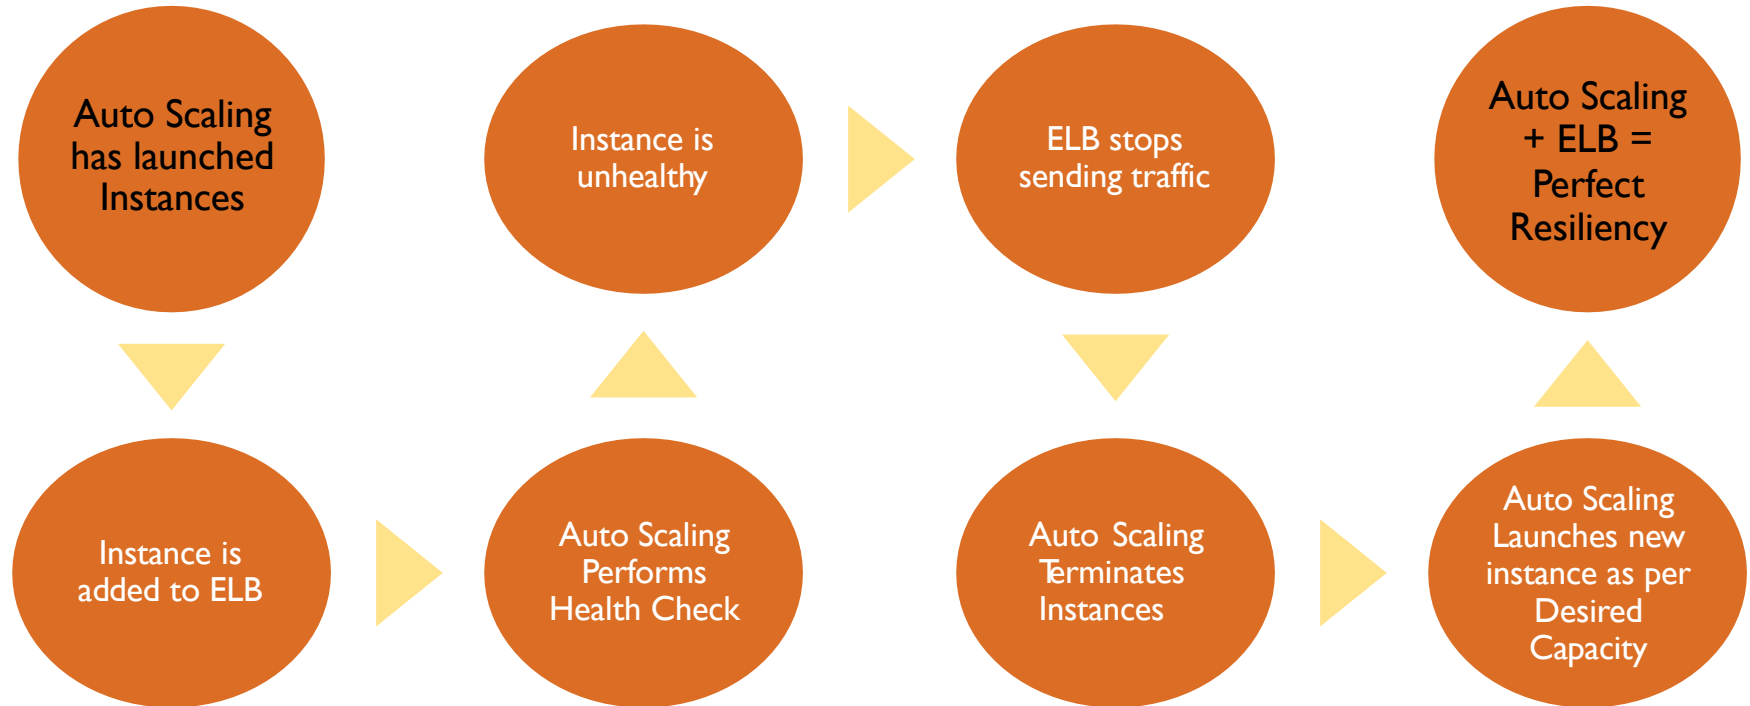 Auto Scaling
has launched
Instances
Instance is
added to ELB
Auto Scaling
Performs
Health Check
Instance is
unhealthy
ELB stops
sending traffic
Auto Scaling
Terminates
Instances
Auto Scaling
Launches new
instance as per
Desired
Capacity
Auto Scaling
+ ELB =
Perfect
Resiliency